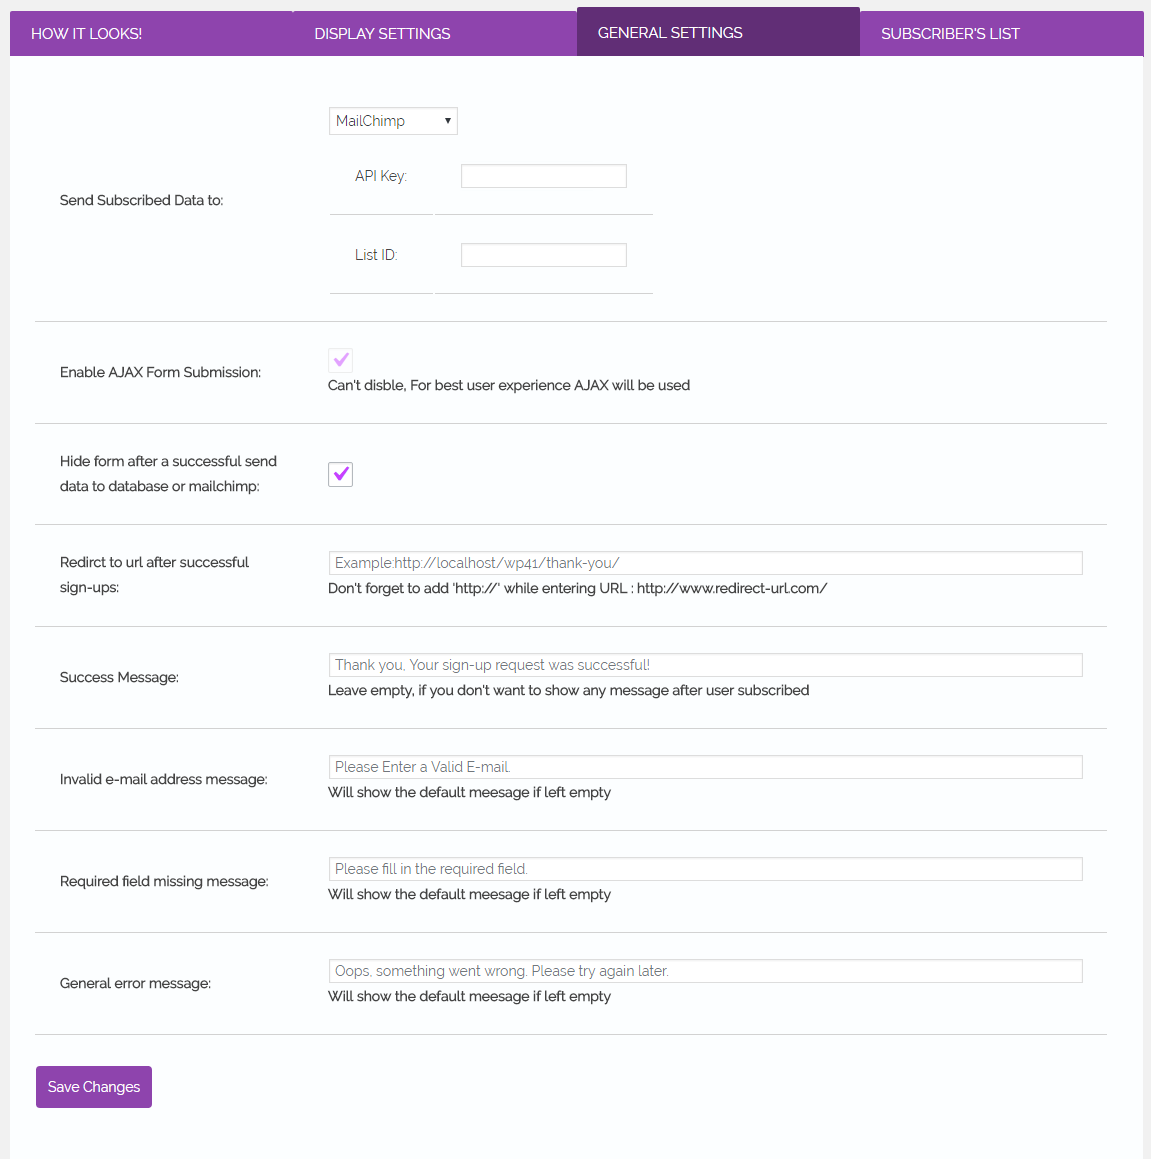 HOW IT LOOKS!
DISPLAY SETTINGS
GENERAL SETTINGS
SUBSCRIBER'S LIST
Send Subscribed Data to:
MailChimp
API Key:
List ID:
Enable AJAX Form Submission:
Can't disble, For best user experience AJAX will be used
Hide form after a successful send
data to database or mailchimp:
Redirct to url after successful
sign-ups:
Example:http://localhost/wp41/thank-you/
Don't forget to add 'http://' while entering URL : http://www.redirect-url.com/
Success Message:
Thank you, Your sign-up request was successful!
Leave empty, if you don't want to show any message after user subscribed
Invalid e-mail address message:
Please Enter a Valid E-mail.
Will show the default meesage if left empty
Required field missing message:
Please fill in the required field.
Will show the default meesage if left empty
General error message:
Oops, something went wrong. Please try again later.
Will show the default meesage if left empty
Save Changes